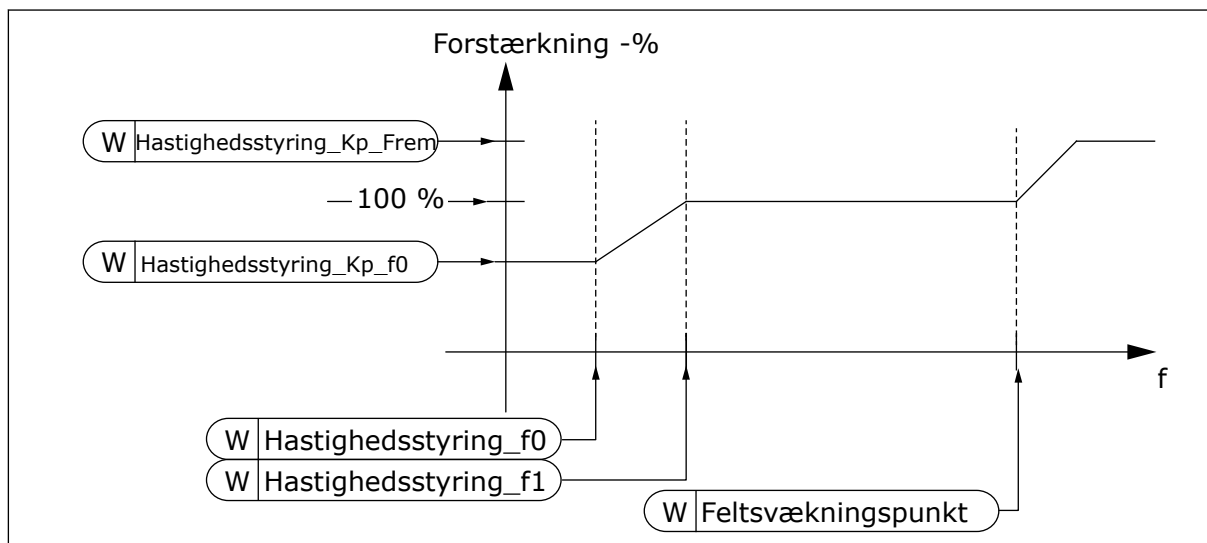 Forstærkning -%
W Hastighedsstyring_Kp_Frem
100 %
W Hastighedsstyring_Kp_f0
f
W Hastighedsstyring_f0
W Hastighedsstyring_f1
W Feltsvækningspunkt